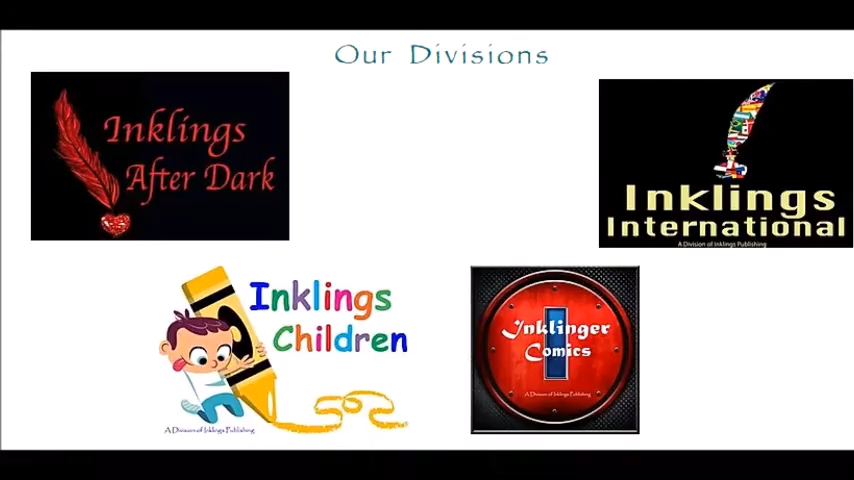 Our Divisions
Inklings
After Dark
Inklings
International
A Division of Inklings Publishing
Inklings
Children
A Division of Inklings Publishing
Inklinger
Comics
A Division of Inklings Publishing